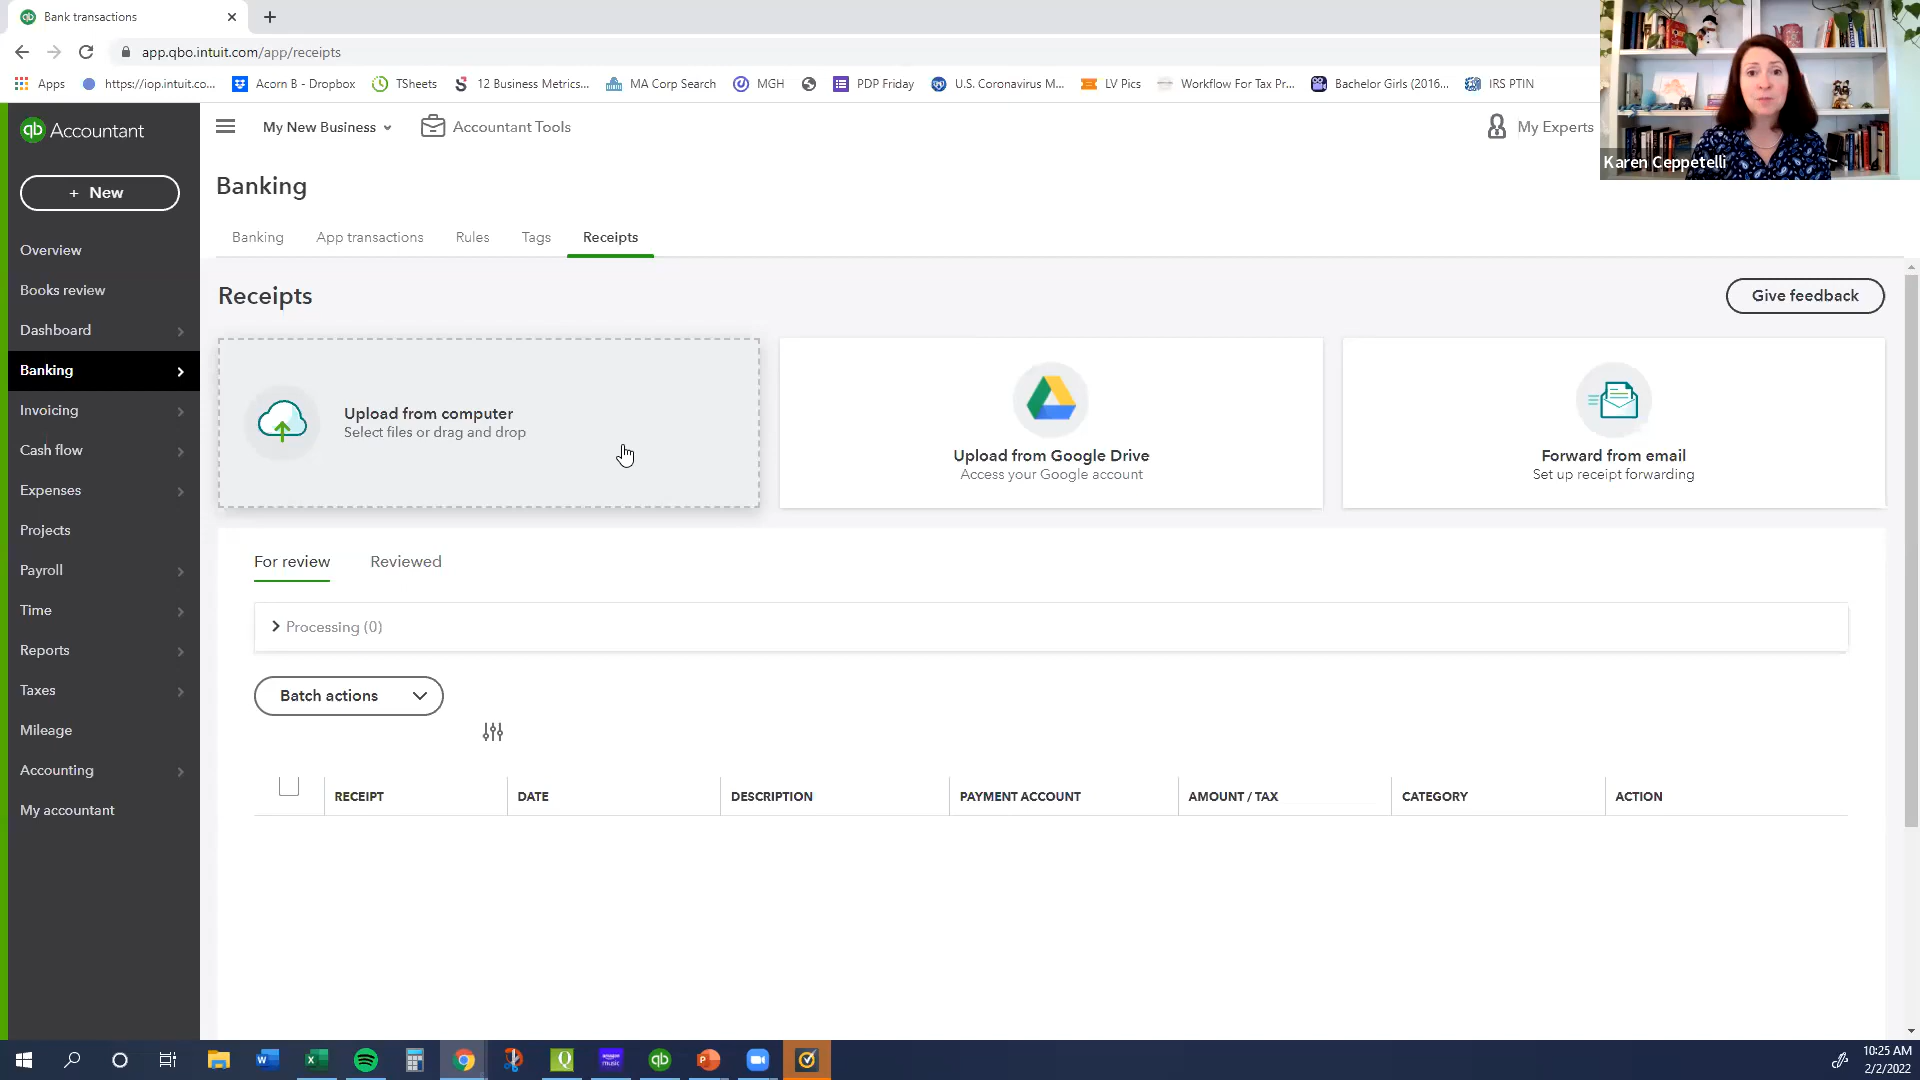 Bank transactions
app.qbo.intuit.com/app/receipts
Apps
https://iop.intuit.co...
Acorn B - Dropbox
TSheets
12 Business Metrics...
MA Corp Search
MGH
PDP Friday
U.S. Coronavirus M...
LV Pics
Workflow For Tax Pr...
Bachelor Girls (2016...
IRS PTIN
Karen Ceppetelli
qb Accountant
My New Business
Accountant Tools
My Experts
+ New
Overview
Books review
Dashboard
Banking
Invoicing
Cash flow
Expenses
Projects
Payroll
Time
Reports
Taxes
Mileage
Accounting
My accountant
Banking
Banking
App transactions
Rules
Tags
Receipts
Receipts
Give feedback
Upload from computer
Select files or drag and drop
Upload from Google Drive
Access your Google account
Forward from email
Set up receipt forwarding
For review
Reviewed
Processing (0)
Batch actions
RECEIPT
DATE
DESCRIPTION
PAYMENT ACCOUNT
AMOUNT / TAX
CATEGORY
ACTION
10:25 AM
2/2/2022